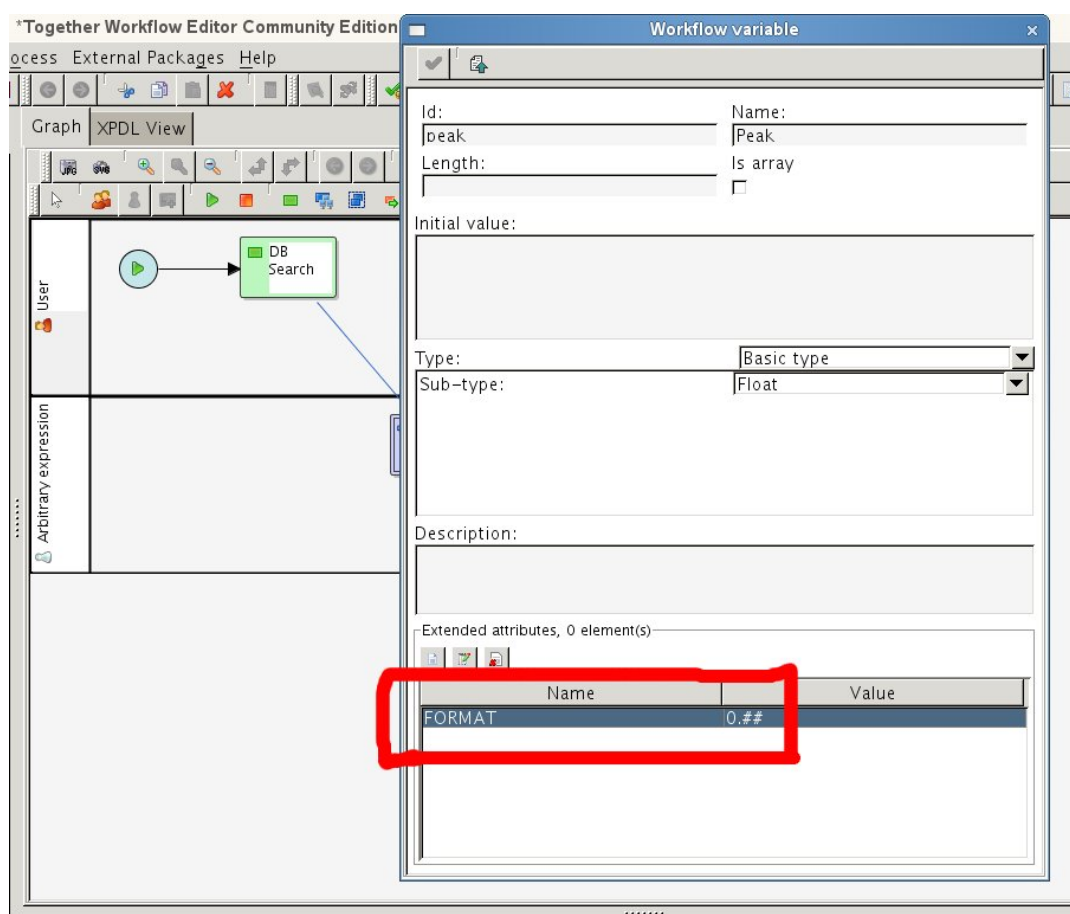 *Together Workflow Editor Community Edition
Workflow variable
ocess External Packages Help
Graph XPDL View
JPG SVG
Id: Name:
peak Peak
Length: Is array
Initial value:
DB
Search
User
Type: Basic type
Sub-type: Float
Arbitrary expression
Description:
Extended attributes, 0 element(s)
Name Value
FORMAT 0.##